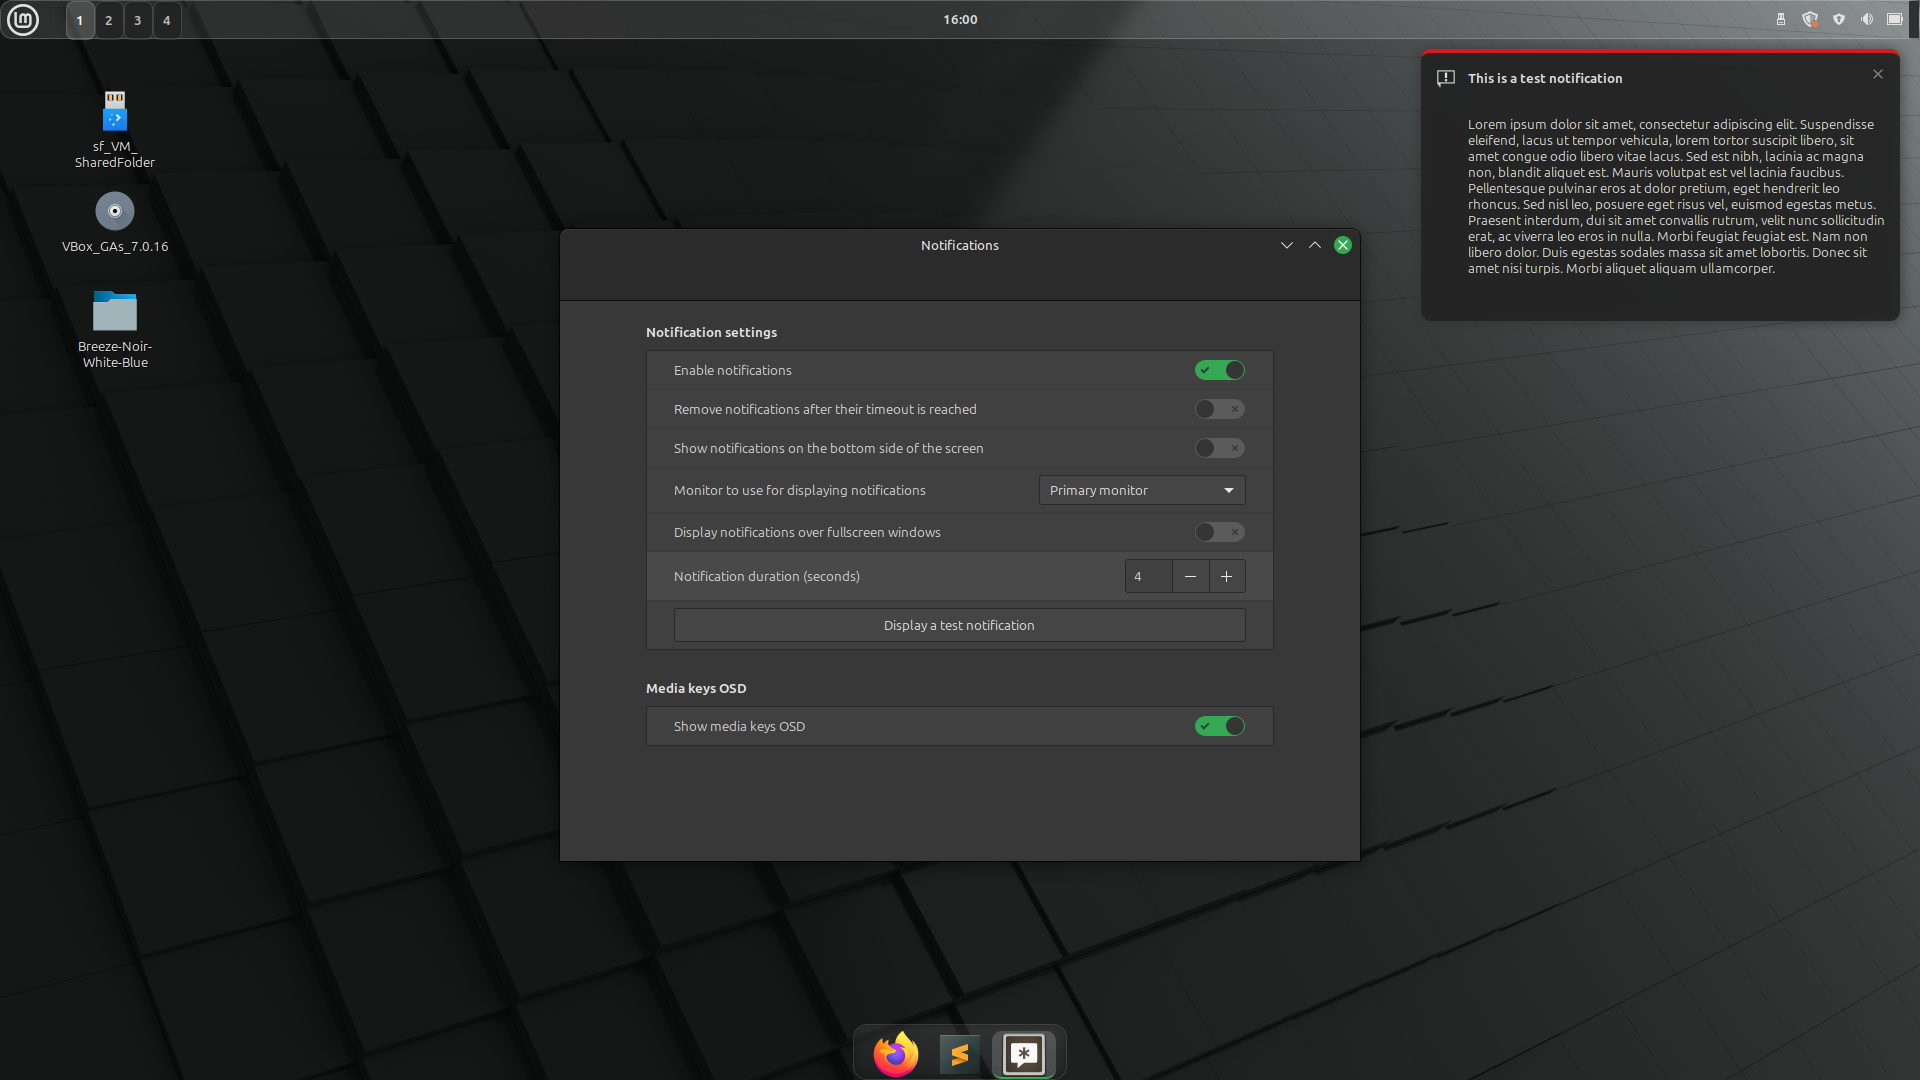 1 2 3 4
16:00
sf_VM_
SharedFolder
VBox_GAs_7.0.16
Breeze-Noir-
White-Blue
This is a test notification
Lorem ipsum dolor sit amet, consectetur adipiscing elit. Suspendisse
eleifend, lacus ut tempor vehicula, lorem tortor suscipit libero, sit
amet congue odio libero vitae lacus. Sed est nibh, lacinia ac magna
non, blandit aliquet est. Mauris volutpat est vel lacinia faucibus.
Pellentesque pulvinar eros at dolor pretium, eget hendrerit leo
rhoncus. Sed nisl leo, posuere eget risus vel, euismod egestas metus.
Praesent interdum, dui sit amet convallis rutrum, velit nunc sollicitudin
erat, ac viverra leo eros in nulla. Morbi feugiat feugiat est. Nam non
libero dolor. Duis egestas sodales massa sit amet lobortis. Donec sit
amet nisi turpis. Morbi aliquet aliquam ullamcorper.
Notifications
Notification settings
Enable notifications
Remove notifications after their timeout is reached
Show notifications on the bottom side of the screen
Monitor to use for displaying notifications Primary monitor
Display notifications over fullscreen windows
Notification duration (seconds) 4
Display a test notification
Media keys OSD
Show media keys OSD